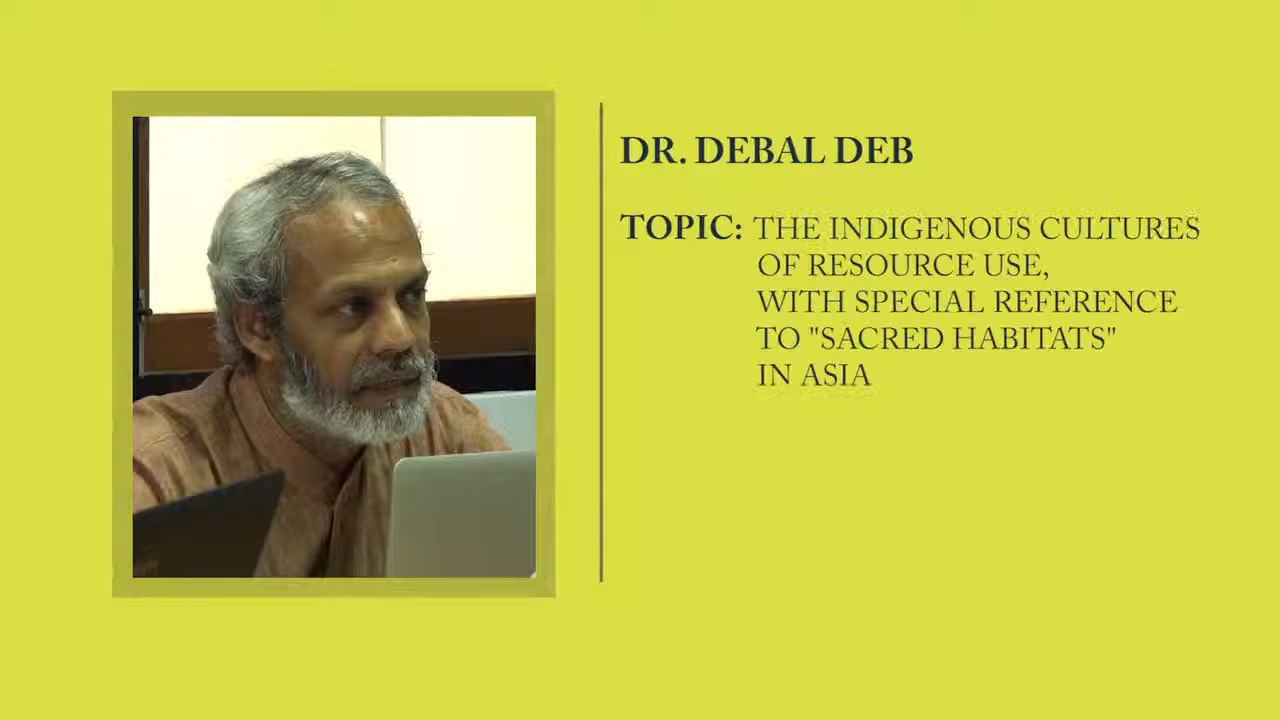 DR. DEBAL DEB
TOPIC: THE INDIGENOUS CULTURES
OF RESOURCE USE,
WITH SPECIAL REFERENCE
TO "SACRED HABITATS"
IN ASIA